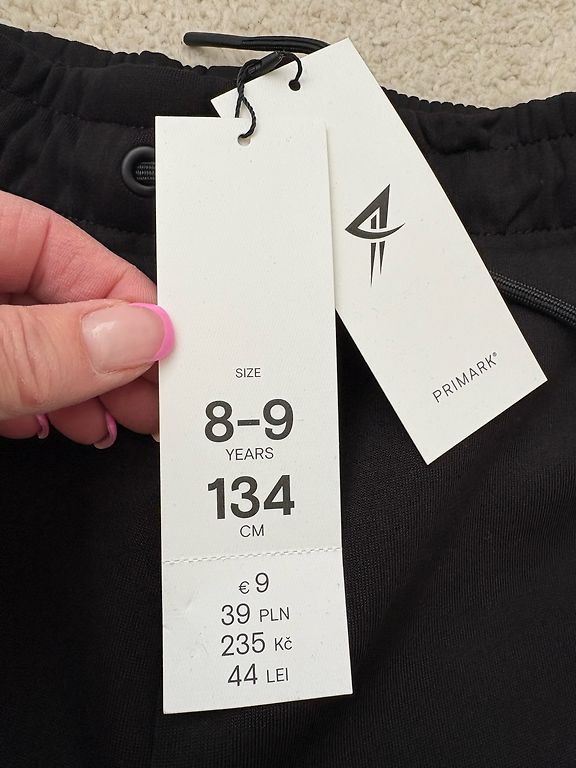 SIZE
8-9
YEARS
134
CM
€ 9
39 PLN
235 Kč
44 LEI
PRIMARK®